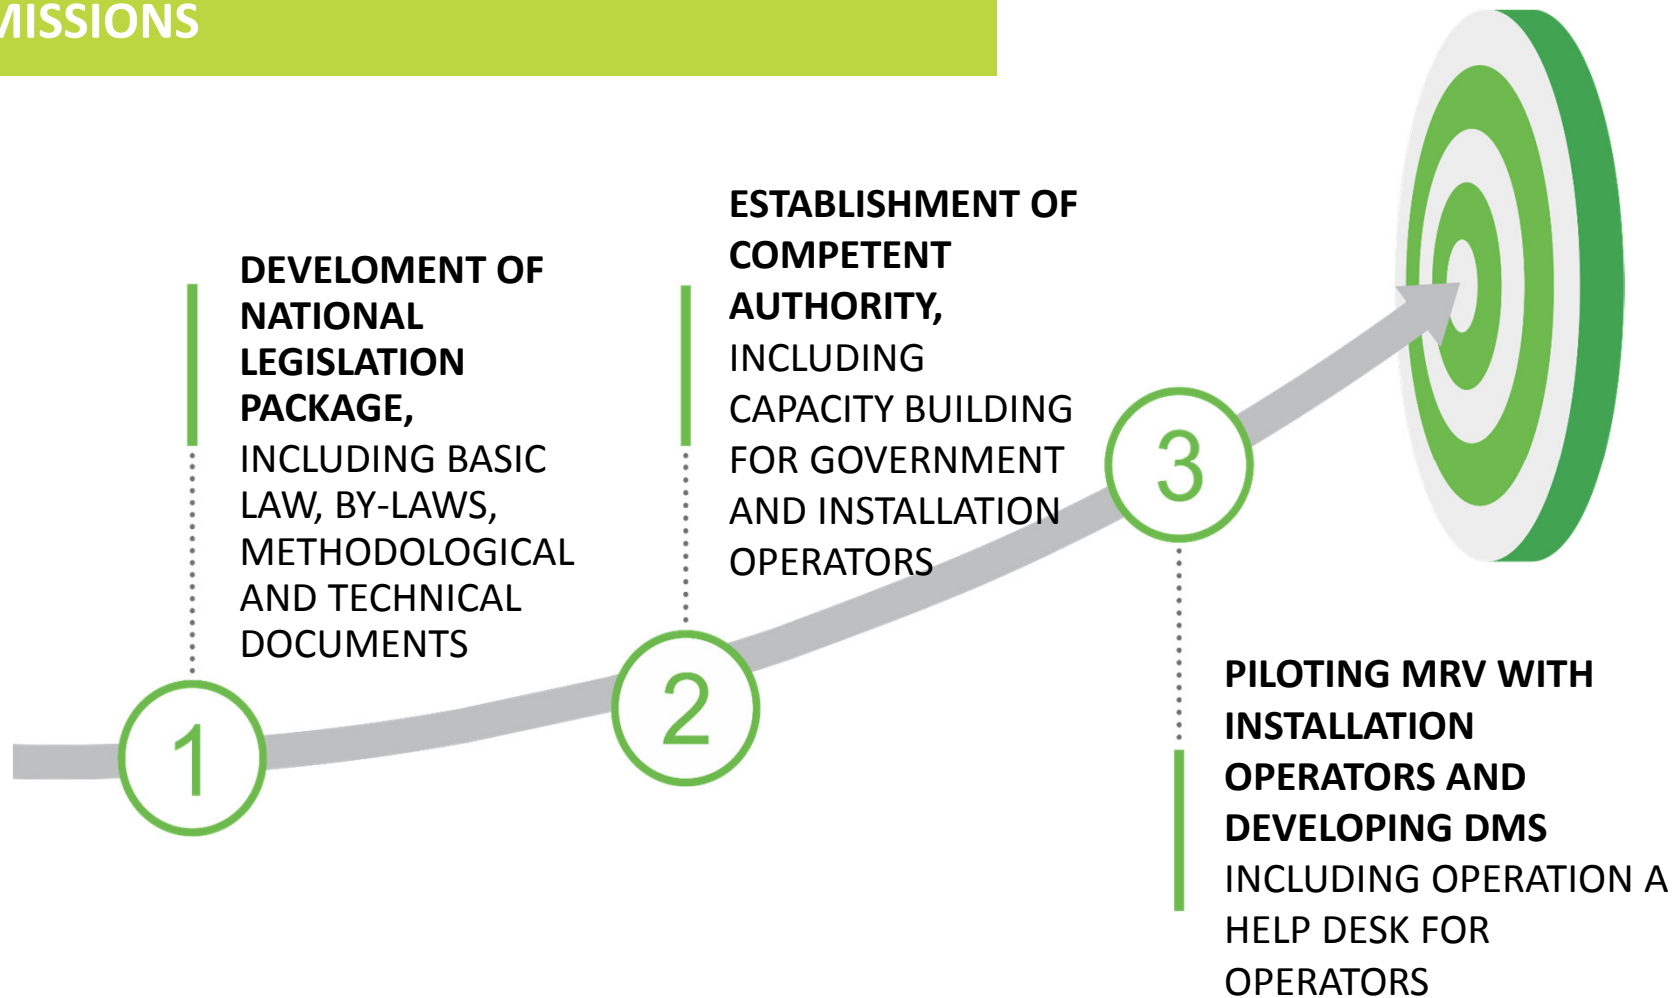 MISSIONS
DEVELOMENT OF
NATIONAL
LEGISLATION
PACKAGE,
INCLUDING BASIC
LAW, BY-LAWS,
METHODOLOGICAL
AND TECHNICAL
DOCUMENTS
1
ESTABLISHMENT OF
COMPETENT
AUTHORITY,
INCLUDING
CAPACITY BUILDING
FOR GOVERNMENT
AND INSTALLATION
OPERATORS
2
3
PILOTING MRV WITH
INSTALLATION
OPERATORS AND
DEVELOPING DMS
INCLUDING OPERATION A
HELP DESK FOR
OPERATORS